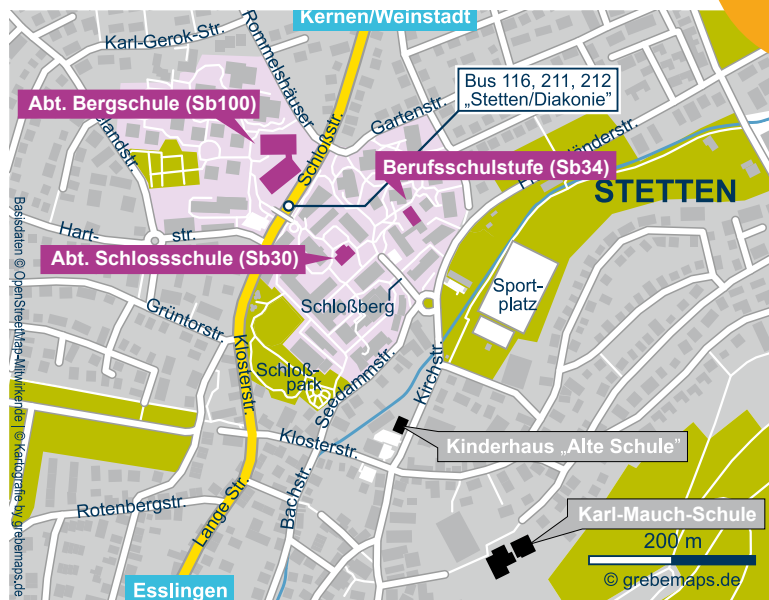 Kernen/Weinstadt
Karl-Gerok-Str.
Rommelshäuser
Bus 116, 211, 212
„Stetten/Diakonie”
Abt. Bergschule (Sb100)
Schloßstr.
Gartenstr.
Berufsschulstufe (Sb34)
STETTEN
Hart-
str.
Abt. Schlossschule (Sb30)
Schloßberg
Sport-
platz
Grüntorstr.
Klosterstr.
Schloß-
park
Seedammstr.
Kirchstr.
Klosterstr.
Kinderhaus „Alte Schule”
Rotenbergstr.
Lange Str.
Bachstr.
Karl-Mauch-Schule
200 m
© grebemaps.de
Esslingen
Basisdaten © OpenStreetMap-Mitwirkende | © Kartografie by grebemaps.de